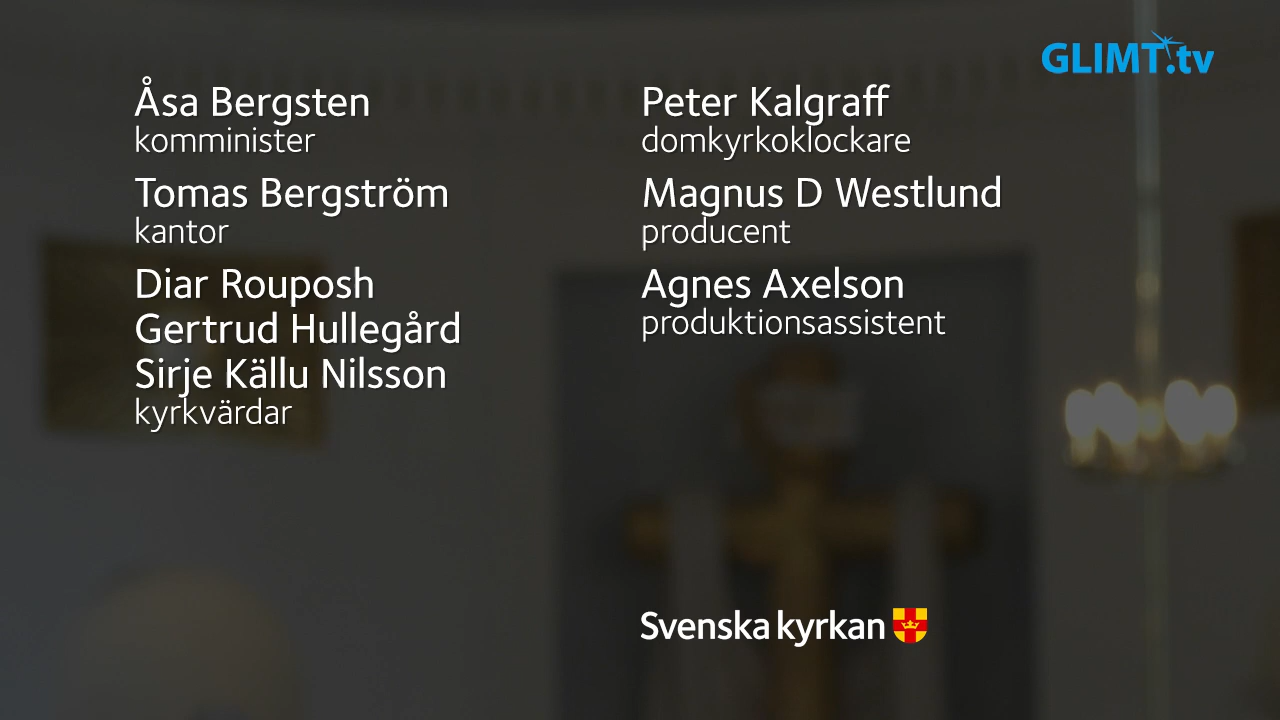 GLIMT.tv
Åsa Bergsten
komminister
Tomas Bergström
kantor
Diar Rouposh
Gertrud Hullegård
Sirje Källu Nilsson
kyrkvärdar
Peter Kalgraff
domkyrkoklockare
Magnus D Westlund
producent
Agnes Axelson
produktionsassistent
Svenska kyrkan